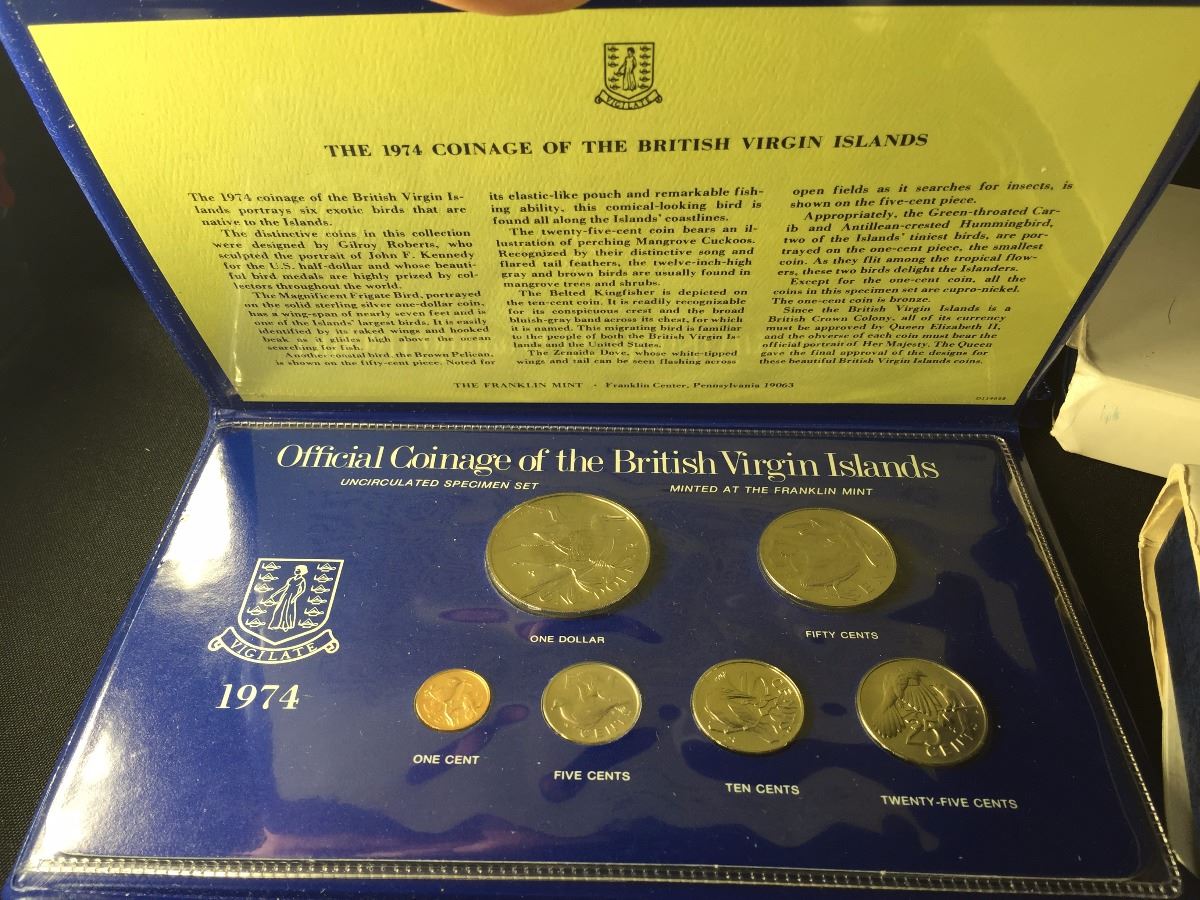 VIGILATE
THE 1974 COINAGE OF THE BRITISH VIRGIN ISLANDS
The 1974 coinage of the British Virgin Is-
lands portrays six exotic birds that are
native to the Islands.
The distinctive coins in this collection
were designed by Gilroy Roberts, who
sculpted the portrait of John F. Kennedy
for the U.S. half-dollar and whose beauti-
ful bird medals are highly prized by col-
lectors throughout the world.
The Magnificent Frigate Bird, portrayed
on the solid sterling silver one-dollar coin,
has a wing-span of nearly seven feet and is
one of the Islands' largest birds. It is easily
identified by its raked wings and hooked
beak as it glides high above the ocean
searching for fish.
Another coastal bird, the Brown Pelican,
is shown on the fifty-cent piece. Noted for
its elastic-like pouch and remarkable fish-
ing ability, this comical-looking bird is
found all along the Islands' coastlines.
The twenty-five-cent coin bears an il-
lustration of perching Mangrove Cuckoos.
Recognized by their distinctive song and
flared tail feathers, the twelve-inch-high
gray and brown birds are usually found in
mangrove trees and shrubs.
The Belted Kingfisher is depicted on
the ten-cent coin. It is readily recognizable
for its conspicuous crest and the broad
bluish-gray band across its chest, for which
it is named. This migrating bird is familiar
to the people of both the British Virgin Is-
lands and the United States.
The Zenaida Dove, whose white-tipped
wings and tail can be seen flashing across
open fields as it searches for insects, is
shown on the five-cent piece.
Appropriately, the Green-throated Car-
ib and Antillean-crested Hummingbird,
two of the Islands' tiniest birds, are por-
trayed on the one-cent piece, the smallest
coin. As they flit among the tropical flow-
ers, these two birds delight the Islanders.
Except for the one-cent coin, all the
coins in this specimen set are cupro-nickel.
The one-cent coin is bronze.
Since the British Virgin Islands is a
British Crown Colony, all of its currency
must be approved by Queen Elizabeth II,
and the obverse of each coin must bear the
official portrait of Her Majesty. The Queen
gave the final approval of the designs for
these beautiful British Virgin Islands coins.
THE FRANKLIN MINT · Franklin Center, Pennsylvania 19063
Official Coinage of the British Virgin Islands
UNCIRCULATED SPECIMEN SET
MINTED AT THE FRANKLIN MINT
ONE DOLLAR
FIFTY CENTS
VIGILATE
1974
CENTS
25
CENTS
ONE CENT
FIVE CENTS
TEN CENTS
TWENTY-FIVE CENTS